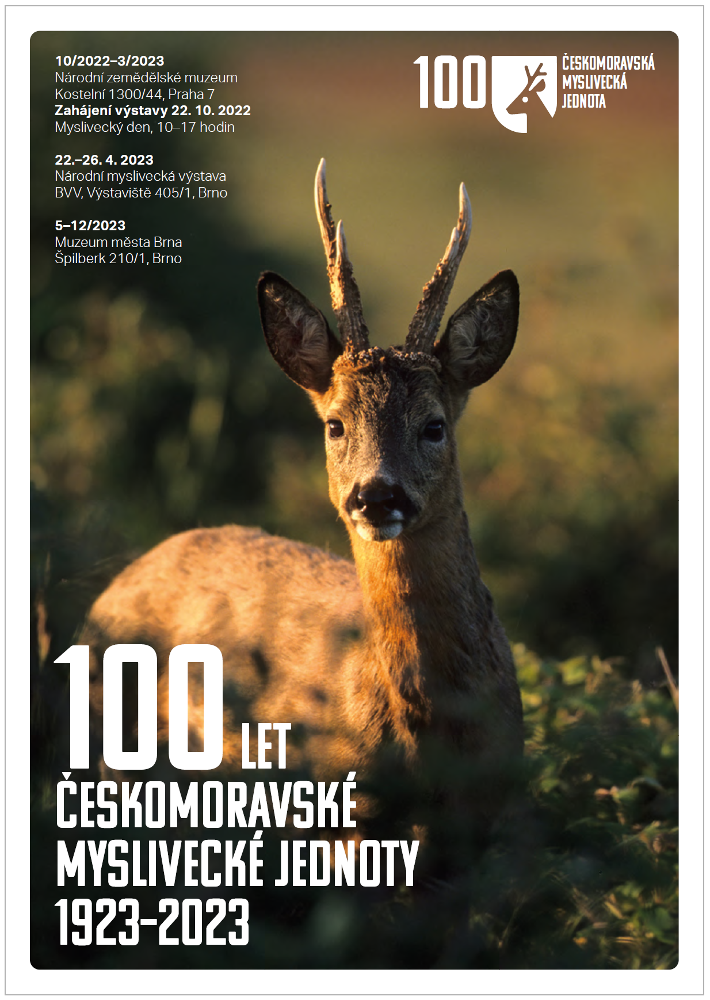 10/2022–3/2023
Národní zemědělské muzeum
Kostelní 1300/44, Praha 7
Zahájení výstavy 22. 10. 2022
Myslivecký den, 10–17 hodin
22.–26. 4. 2023
Národní myslivecká výstava
BVV, Výstaviště 405/1, Brno
5–12/2023
Muzeum města Brna
Špilberk 210/1, Brno
100
ČESKOMORAVSKÁ
MYSLIVECKÁ
JEDNOTA
100 LET
ČESKOMORAVSKÉ
MYSLIVECKÉ JEDNOTY
1923–2023